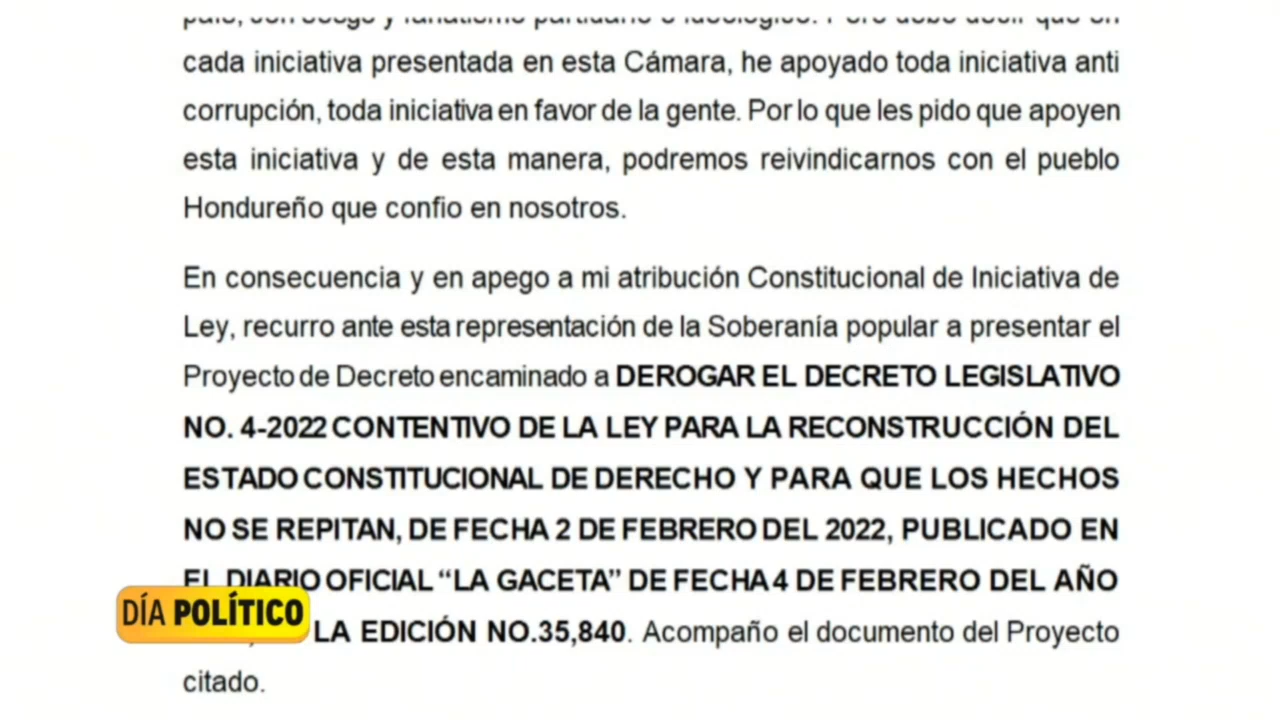 cada iniciativa presentada en esta Cámara, he apoyado toda iniciativa anti
corrupción, toda iniciativa en favor de la gente. Por lo que les pido que apoyen
esta iniciativa y de esta manera, podremos reivindicarnos con el pueblo
Hondureño que confio en nosotros.
En consecuencia y en apego a mi atribución Constitucional de Iniciativa de
Ley, recurro ante esta representación de la Soberanía popular a presentar el
Proyecto de Decreto encaminado a DEROGAR EL DECRETO LEGISLATIVO
NO. 4-2022 CONTENTIVO DE LA LEY PARA LA RECONSTRUCCIÓN DEL
ESTADO CONSTITUCIONAL DE DERECHO Y PARA QUE LOS HECHOS
NO SE REPITAN, DE FECHA 2 DE FEBRERO DEL 2022, PUBLICADO EN
EL DIARIO OFICIAL “LA GACETA” DE FECHA 4 DE FEBRERO DEL AÑO
LA EDICIÓN NO.35,840. Acompaño el documento del Proyecto
citado.
DÍA POLÍTICO